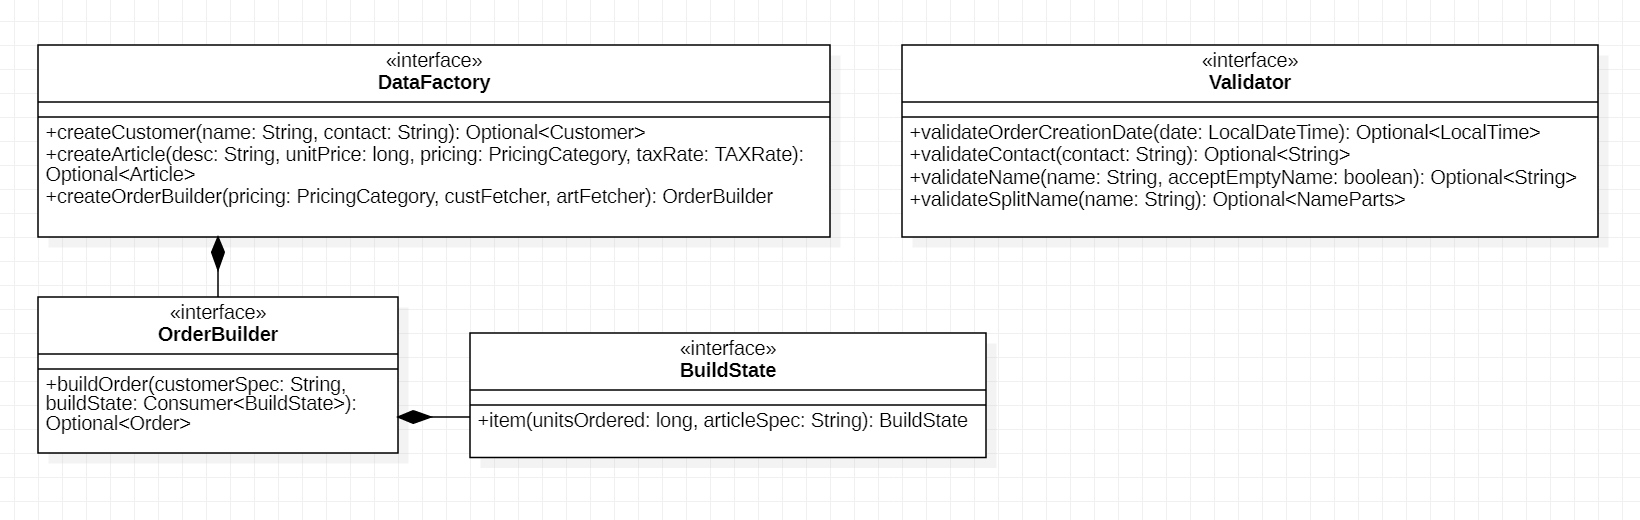 «interface»
DataFactory
+createCustomer(name: String, contact: String): Optional<Customer>
+createArticle(desc: String, unitPrice: long, pricing: PricingCategory, taxRate: TAXRate):
Optional<Article>
+createOrderBuilder(pricing: PricingCategory, custFetcher, artFetcher): OrderBuilder
«interface»
Validator
+validateOrderCreationDate(date: LocalDateTime): Optional<LocalTime>
+validateContact(contact: String): Optional<String>
+validateName(name: String, acceptEmptyName: boolean): Optional<String>
+validateSplitName(name: String): Optional<NameParts>
«interface»
OrderBuilder
+buildOrder(customerSpec: String,
buildState: Consumer<BuildState>):
Optional<Order>
«interface»
BuildState
+item(unitsOrdered: long, articleSpec: String): BuildState